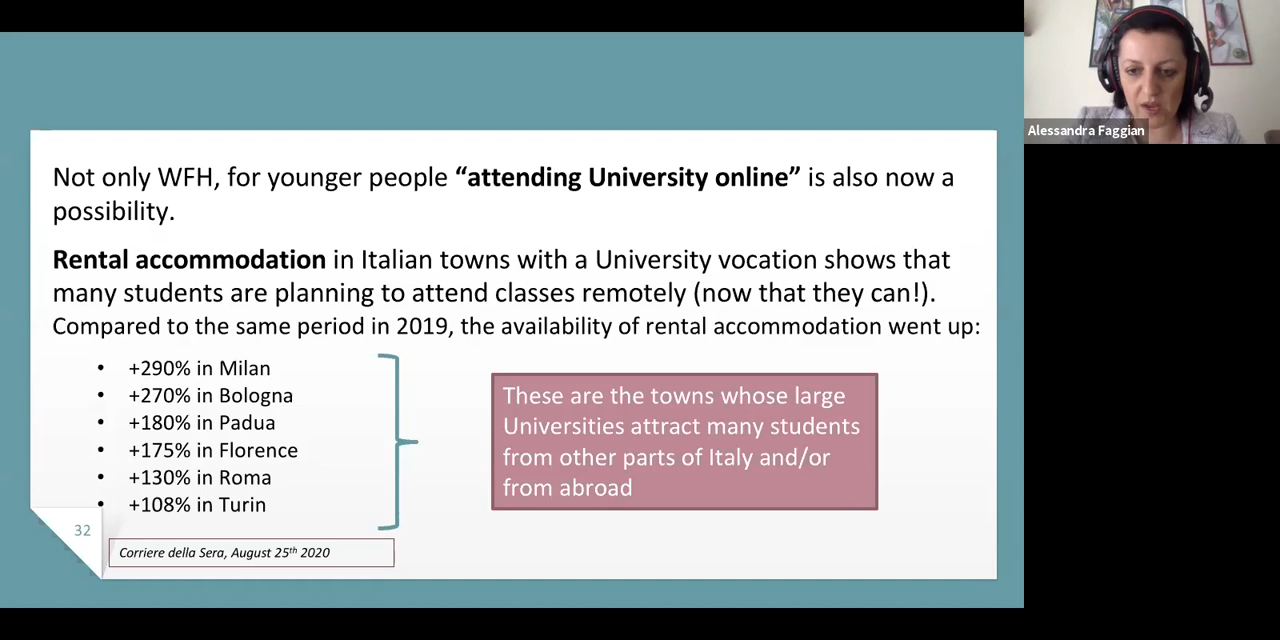 Not only WFH, for younger people “attending University online” is also now a
possibility.
Rental accommodation in Italian towns with a University vocation shows that
many students are planning to attend classes remotely (now that they can!).
Compared to the same period in 2019, the availability of rental accommodation went up:
• +290% in Milan
• +270% in Bologna
• +180% in Padua
• +175% in Florence
• +130% in Roma
• +108% in Turin
These are the towns whose large
Universities attract many students
from other parts of Italy and/or
from abroad
32
Corriere della Sera, August 25th 2020
Alessandra Faggian